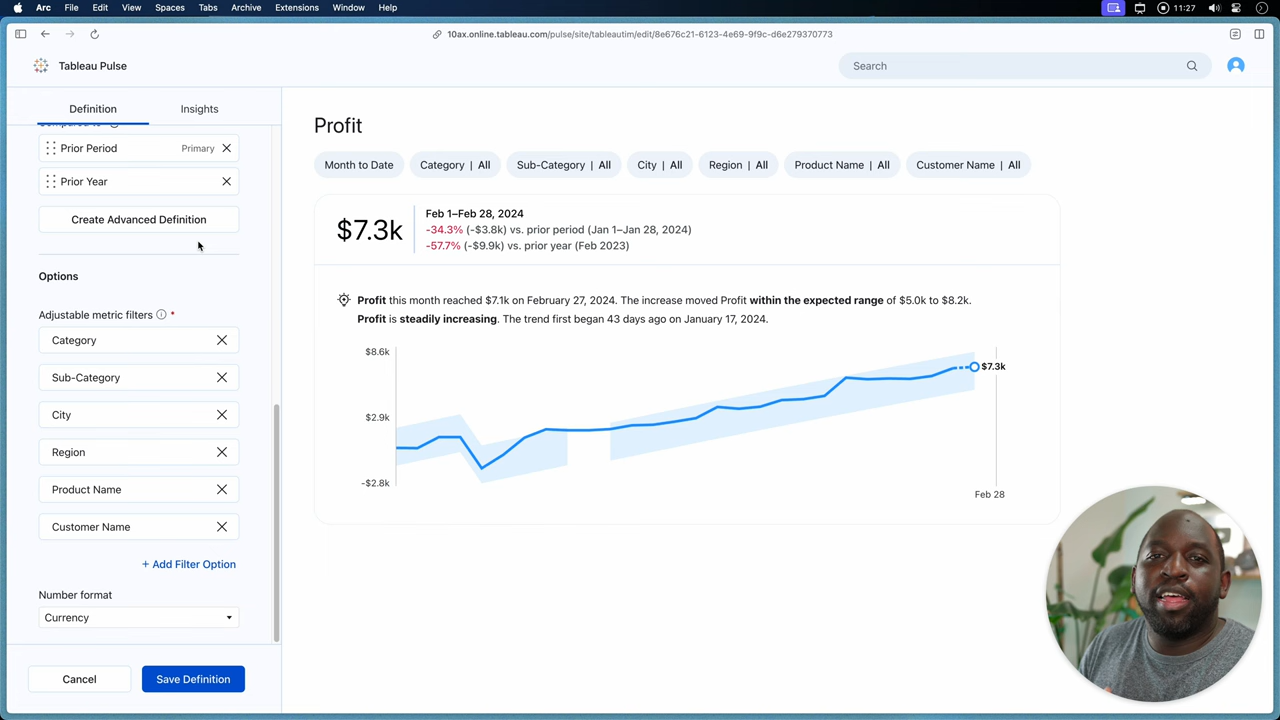 Arc File Edit View Spaces Tabs Archive Extensions Window Help 11:27
10ax.online.tableau.com/pulse/site/tableautim/edit/8e676c21-6123-4e69-9f9c-d6e279370773
Tableau Pulse
Search
Definition Insights
Prior Period Primary
Prior Year
Create Advanced Definition
Options
Adjustable metric filters *
Category
Sub-Category
City
Region
Product Name
Customer Name
+ Add Filter Option
Number format
Currency
Cancel Save Definition
Profit
Month to Date Category | All Sub-Category | All City | All Region | All Product Name | All Customer Name | All
$7.3k
Feb 1–Feb 28, 2024
-34.3% (-$3.8k) vs. prior period (Jan 1–Jan 28, 2024)
-57.7% (-$9.9k) vs. prior year (Feb 2023)
Profit this month reached $7.1k on February 27, 2024. The increase moved Profit within the expected range of $5.0k to $8.2k.
Profit is steadily increasing. The trend first began 43 days ago on January 17, 2024.
$8.6k
$7.3k
$2.9k
-$2.8k
Feb 28